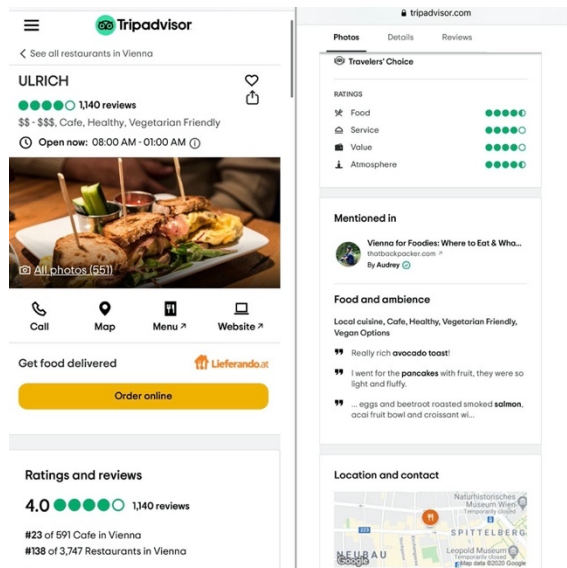 Tripadvisor
See all restaurants in Vienna
ULRICH
1,140 reviews
$$ - $$$, Cafe, Healthy, Vegetarian Friendly
Open now: 08:00 AM - 01:00 AM
All photos (551)
Call
Map
Menu
Website
Get food delivered
Lieferando.at
Order online
Ratings and reviews
4.0
1,140 reviews
#23 of 591 Cafe in Vienna
#138 of 3,747 Restaurants in Vienna
tripadvisor.com
Photos
Details
Reviews
Travelers' Choice
RATINGS
Food
Service
Value
Atmosphere
Mentioned in
Vienna for Foodies: Where to Eat & Wha...
thatbackpacker.com
By Audrey
Food and ambience
Local cuisine, Cafe, Healthy, Vegetarian Friendly,
Vegan Options
Really rich avocado toast!
I went for the pancakes with fruit, they were so
light and fluffy.
... eggs and beetroot roasted smoked salmon,
acai fruit bowl and croissant wi...
Location and contact
Naturhistorisches
Museum Wien
Temporarily closed
SPITTELBERG
NEUBAU
Leopold Museum
Temporarily closed
Google
Map data ©2020 Google